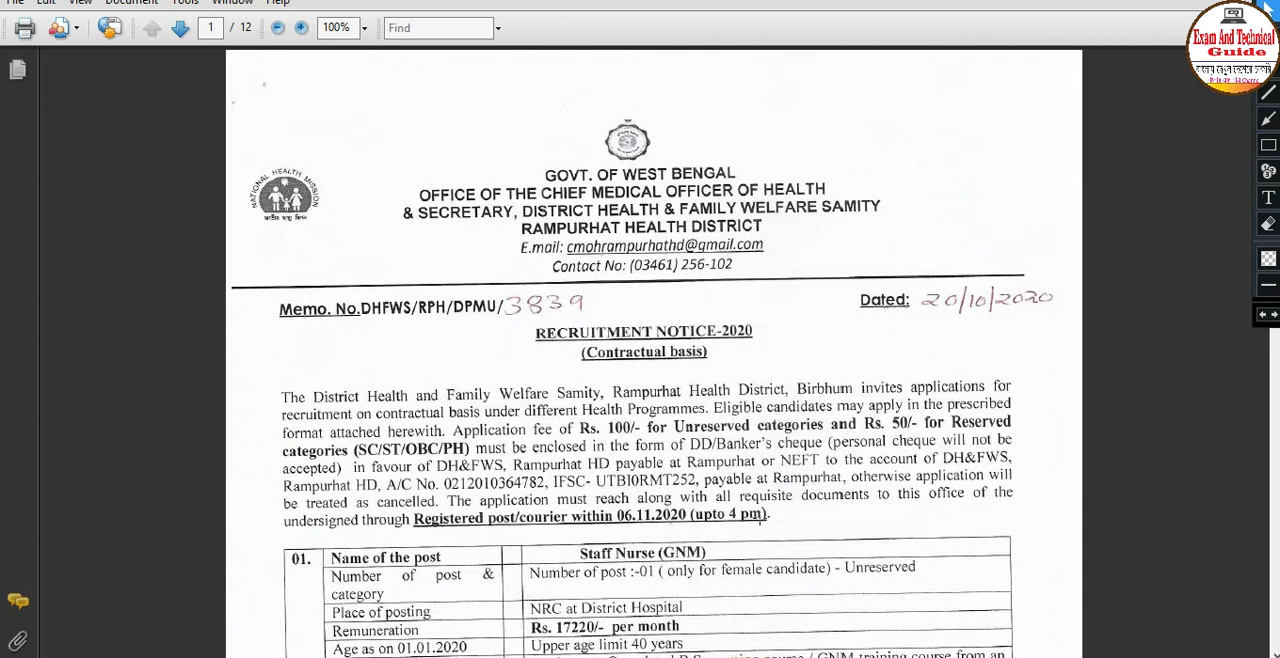 File Edit View Document Tools Window Help
1 / 12 100% Find
Exam And Technical
Guide
NATIONAL HEALTH MISSION
GOVT. OF WEST BENGAL
OFFICE OF THE CHIEF MEDICAL OFFICER OF HEALTH
& SECRETARY, DISTRICT HEALTH & FAMILY WELFARE SAMITY
RAMPURHAT HEALTH DISTRICT
E.mail: cmohrampurhathd@gmail.com
Contact No: (03461) 256-102
Memo. No.DHFWS/RPH/DPMU/3839 Dated: 20/10/2020
RECRUITMENT NOTICE-2020
(Contractual basis)
The District Health and Family Welfare Samity, Rampurhat Health District, Birbhum invites applications for
recruitment on contractual basis under different Health Programmes. Eligible candidates may apply in the prescribed
format attached herewith. Application fee of Rs. 100/- for Unreserved categories and Rs. 50/- for Reserved
categories (SC/ST/OBC/PH) must be enclosed in the form of DD/Banker's cheque (personal cheque will not be
accepted) in favour of DH&FWS, Rampurhat HD payable at Rampurhat or NEFT to the account of DH&FWS,
Rampurhat HD, A/C No. 0212010364782, IFSC- UTBI0RMT252, payable at Rampurhat, otherwise application will
be treated as cancelled. The application must reach along with all requisite documents to this office of the
undersigned through Registered post/courier within 06.11.2020 (upto 4 pm).
01. Name of the post Staff Nurse (GNM)
Number of post & category Number of post :-01 ( only for female candidate) - Unreserved
Place of posting NRC at District Hospital
Remuneration Rs. 17220/- per month
Age as on 01.01.2020 Upper age limit 40 years